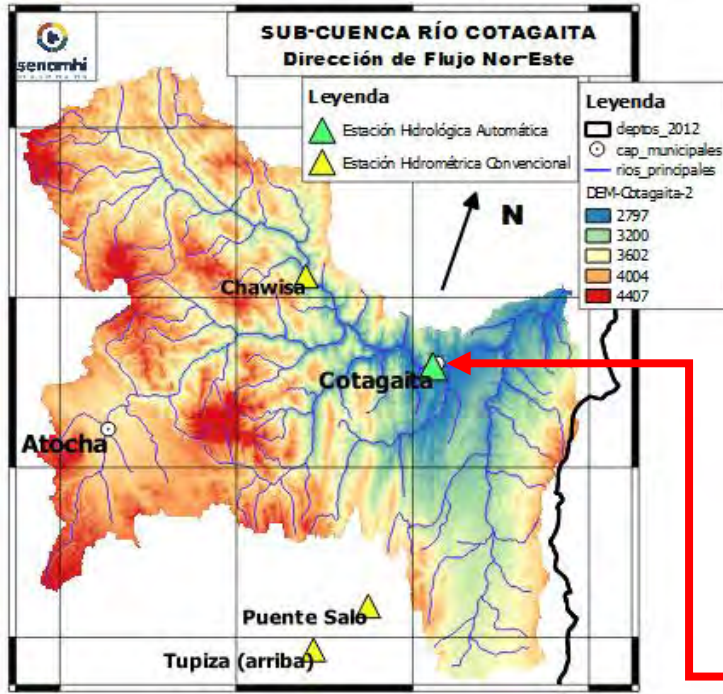 senamhi
SUB-CUENCA RÍO COTAGAITA
Dirección de Flujo Nor-Este
Leyenda
Estación Hidrológica Automática
Estación Hidrométrica Convencional
Leyenda
deptos_2012
cap_municipales
rios_principales
DEM-Cotagaita-2
2797
3200
3602
4004
4407
N
Chawisa
Cotagaita
Atocha
Puente Salo
Tupiza (arriba)